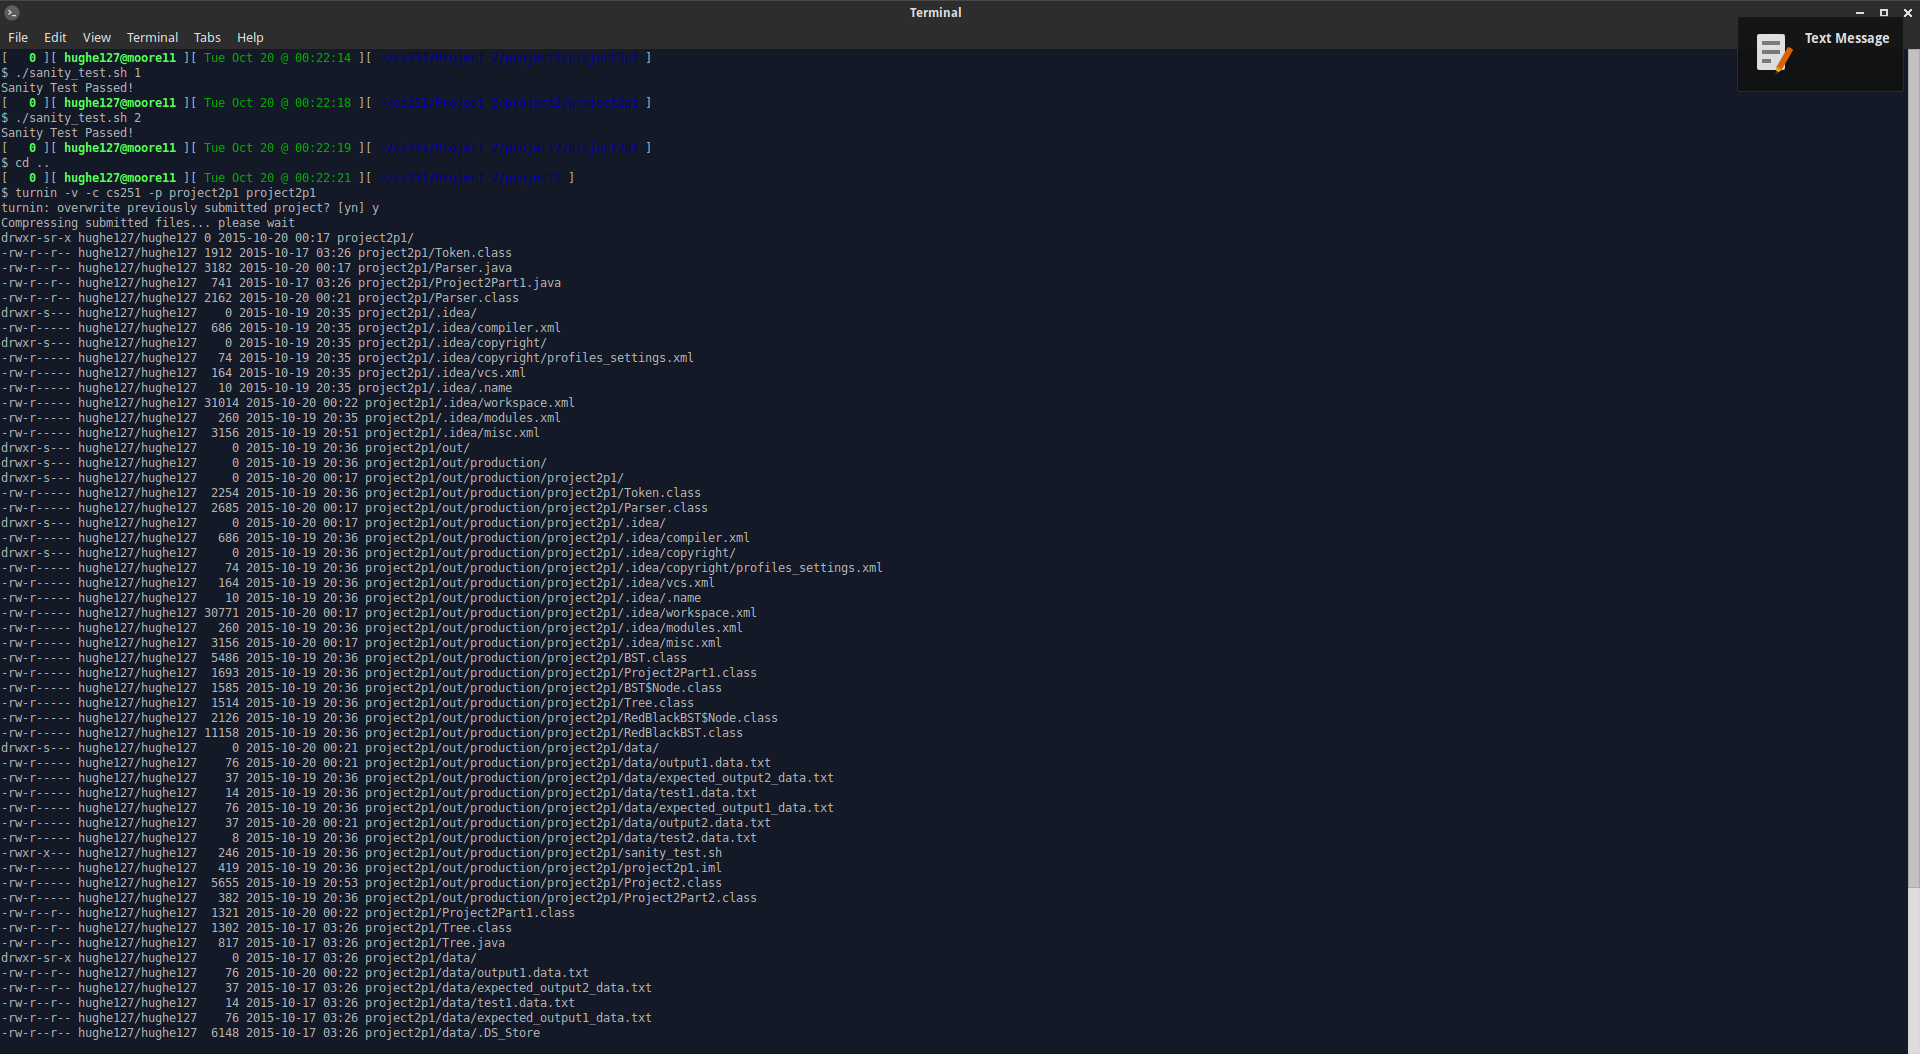 Terminal
File Edit View Terminal Tabs Help
Text Message
[   0 ][ hughe127@moore11 ][ Tue Oct 20 @ 00:22:14 ][ ~/cs251/Project 2/project2/project2p1 ]
$ ./sanity_test.sh 1
Sanity Test Passed!
[   0 ][ hughe127@moore11 ][ Tue Oct 20 @ 00:22:18 ][ ~/cs251/Project 2/project2/project2p1 ]
$ ./sanity_test.sh 2
Sanity Test Passed!
[   0 ][ hughe127@moore11 ][ Tue Oct 20 @ 00:22:19 ][ ~/cs251/Project 2/project2/project2p1 ]
$ cd ..
[   0 ][ hughe127@moore11 ][ Tue Oct 20 @ 00:22:21 ][ ~/cs251/Project 2/project2 ]
$ turnin -v -c cs251 -p project2p1 project2p1
turnin: overwrite previously submitted project? [yn] y
Compressing submitted files... please wait
drwxr-sr-x hughe127/hughe127 0 2015-10-20 00:17 project2p1/
-rw-r--r-- hughe127/hughe127 1912 2015-10-17 03:26 project2p1/Token.class
-rw-r--r-- hughe127/hughe127 3182 2015-10-20 00:17 project2p1/Parser.java
-rw-r--r-- hughe127/hughe127  741 2015-10-17 03:26 project2p1/Project2Part1.java
-rw-r--r-- hughe127/hughe127 2162 2015-10-20 00:21 project2p1/Parser.class
drwxr-s--- hughe127/hughe127    0 2015-10-19 20:35 project2p1/.idea/
-rw-r----- hughe127/hughe127  686 2015-10-19 20:35 project2p1/.idea/compiler.xml
drwxr-s--- hughe127/hughe127    0 2015-10-19 20:35 project2p1/.idea/copyright/
-rw-r----- hughe127/hughe127   74 2015-10-19 20:35 project2p1/.idea/copyright/profiles_settings.xml
-rw-r----- hughe127/hughe127  164 2015-10-19 20:35 project2p1/.idea/vcs.xml
-rw-r----- hughe127/hughe127   10 2015-10-19 20:35 project2p1/.idea/.name
-rw-r----- hughe127/hughe127 31014 2015-10-20 00:22 project2p1/.idea/workspace.xml
-rw-r----- hughe127/hughe127   260 2015-10-19 20:35 project2p1/.idea/modules.xml
-rw-r----- hughe127/hughe127  3156 2015-10-19 20:51 project2p1/.idea/misc.xml
drwxr-s--- hughe127/hughe127     0 2015-10-19 20:36 project2p1/out/
drwxr-s--- hughe127/hughe127     0 2015-10-19 20:36 project2p1/out/production/
drwxr-s--- hughe127/hughe127     0 2015-10-20 00:17 project2p1/out/production/project2p1/
-rw-r----- hughe127/hughe127  2254 2015-10-19 20:36 project2p1/out/production/project2p1/Token.class
-rw-r----- hughe127/hughe127  2685 2015-10-20 00:17 project2p1/out/production/project2p1/Parser.class
drwxr-s--- hughe127/hughe127     0 2015-10-20 00:17 project2p1/out/production/project2p1/.idea/
-rw-r----- hughe127/hughe127   686 2015-10-19 20:36 project2p1/out/production/project2p1/.idea/compiler.xml
drwxr-s--- hughe127/hughe127     0 2015-10-19 20:36 project2p1/out/production/project2p1/.idea/copyright/
-rw-r----- hughe127/hughe127    74 2015-10-19 20:36 project2p1/out/production/project2p1/.idea/copyright/profiles_settings.xml
-rw-r----- hughe127/hughe127   164 2015-10-19 20:36 project2p1/out/production/project2p1/.idea/vcs.xml
-rw-r----- hughe127/hughe127    10 2015-10-19 20:36 project2p1/out/production/project2p1/.idea/.name
-rw-r----- hughe127/hughe127 30771 2015-10-20 00:17 project2p1/out/production/project2p1/.idea/workspace.xml
-rw-r----- hughe127/hughe127   260 2015-10-19 20:36 project2p1/out/production/project2p1/.idea/modules.xml
-rw-r----- hughe127/hughe127  3156 2015-10-20 00:17 project2p1/out/production/project2p1/.idea/misc.xml
-rw-r----- hughe127/hughe127  5486 2015-10-19 20:36 project2p1/out/production/project2p1/BST.class
-rw-r----- hughe127/hughe127  1693 2015-10-19 20:36 project2p1/out/production/project2p1/Project2Part1.class
-rw-r----- hughe127/hughe127  1585 2015-10-19 20:36 project2p1/out/production/project2p1/BST$Node.class
-rw-r----- hughe127/hughe127  1514 2015-10-19 20:36 project2p1/out/production/project2p1/Tree.class
-rw-r----- hughe127/hughe127  2126 2015-10-19 20:36 project2p1/out/production/project2p1/RedBlackBST$Node.class
-rw-r----- hughe127/hughe127 11158 2015-10-19 20:36 project2p1/out/production/project2p1/RedBlackBST.class
drwxr-s--- hughe127/hughe127     0 2015-10-20 00:21 project2p1/out/production/project2p1/data/
-rw-r----- hughe127/hughe127    76 2015-10-20 00:21 project2p1/out/production/project2p1/data/output1.data.txt
-rw-r----- hughe127/hughe127    37 2015-10-19 20:36 project2p1/out/production/project2p1/data/expected_output2_data.txt
-rw-r----- hughe127/hughe127    14 2015-10-19 20:36 project2p1/out/production/project2p1/data/test1.data.txt
-rw-r----- hughe127/hughe127    76 2015-10-19 20:36 project2p1/out/production/project2p1/data/expected_output1_data.txt
-rw-r----- hughe127/hughe127    37 2015-10-20 00:21 project2p1/out/production/project2p1/data/output2.data.txt
-rw-r----- hughe127/hughe127     8 2015-10-19 20:36 project2p1/out/production/project2p1/data/test2.data.txt
-rwxr-x--- hughe127/hughe127   246 2015-10-19 20:36 project2p1/out/production/project2p1/sanity_test.sh
-rw-r----- hughe127/hughe127   419 2015-10-19 20:36 project2p1/out/production/project2p1/project2p1.iml
-rw-r----- hughe127/hughe127  5655 2015-10-19 20:53 project2p1/out/production/project2p1/Project2.class
-rw-r----- hughe127/hughe127   382 2015-10-19 20:36 project2p1/out/production/project2p1/Project2Part2.class
-rw-r--r-- hughe127/hughe127  1321 2015-10-20 00:22 project2p1/Project2Part1.class
-rw-r--r-- hughe127/hughe127  1302 2015-10-17 03:26 project2p1/Tree.class
-rw-r--r-- hughe127/hughe127   817 2015-10-17 03:26 project2p1/Tree.java
drwxr-sr-x hughe127/hughe127     0 2015-10-17 03:26 project2p1/data/
-rw-r--r-- hughe127/hughe127    76 2015-10-20 00:22 project2p1/data/output1.data.txt
-rw-r--r-- hughe127/hughe127    37 2015-10-17 03:26 project2p1/data/expected_output2_data.txt
-rw-r--r-- hughe127/hughe127    14 2015-10-17 03:26 project2p1/data/test1.data.txt
-rw-r--r-- hughe127/hughe127    76 2015-10-17 03:26 project2p1/data/expected_output1_data.txt
-rw-r--r-- hughe127/hughe127  6148 2015-10-17 03:26 project2p1/data/.DS_Store